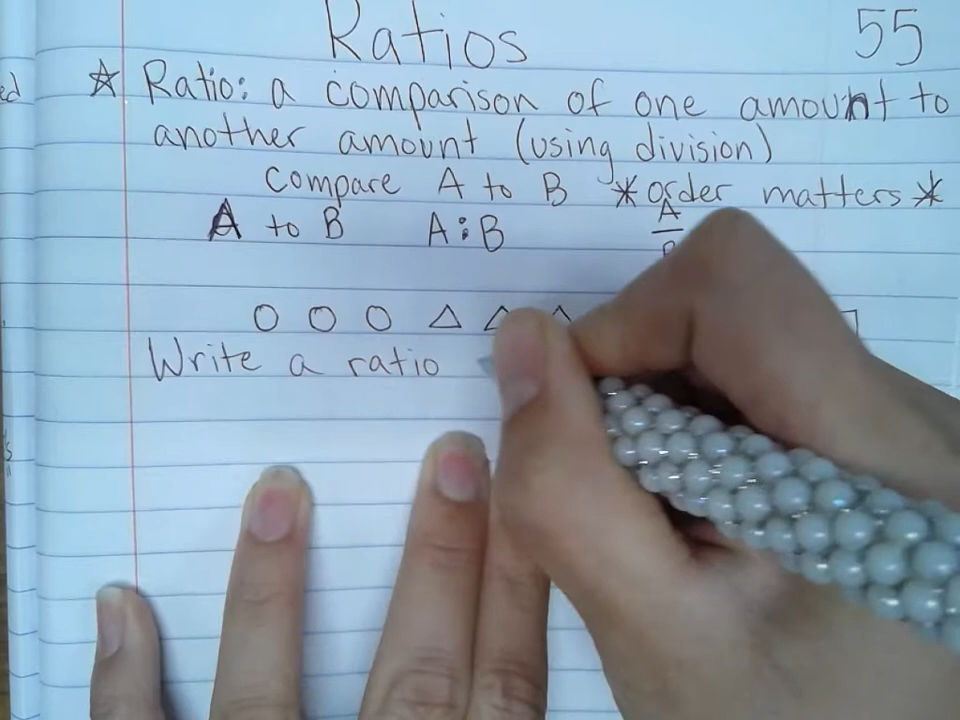 Ratios 55
ed ☆ Ratio: a comparison of one amount to
another amount (using division)
Compare A to B *order matters*
A to B A:B A
Write a ratio